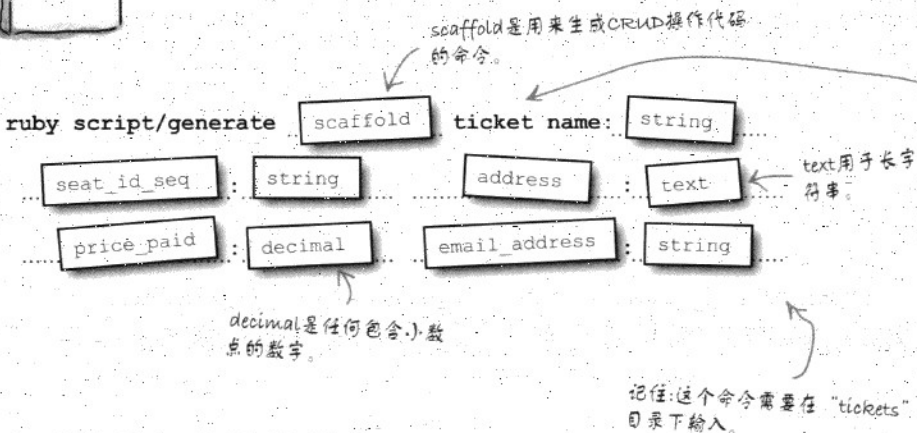 scaffold是用来生成CRUD操作代码
的命令。
ruby script/generate scaffold ticket name: string
seat_id_seq : string address : text
text用于长字
符串。
price_paid : decimal email_address : string
decimal是任何包含小数
点的数字。
记住:这个命令需要在 "tickets"
目录下输入。